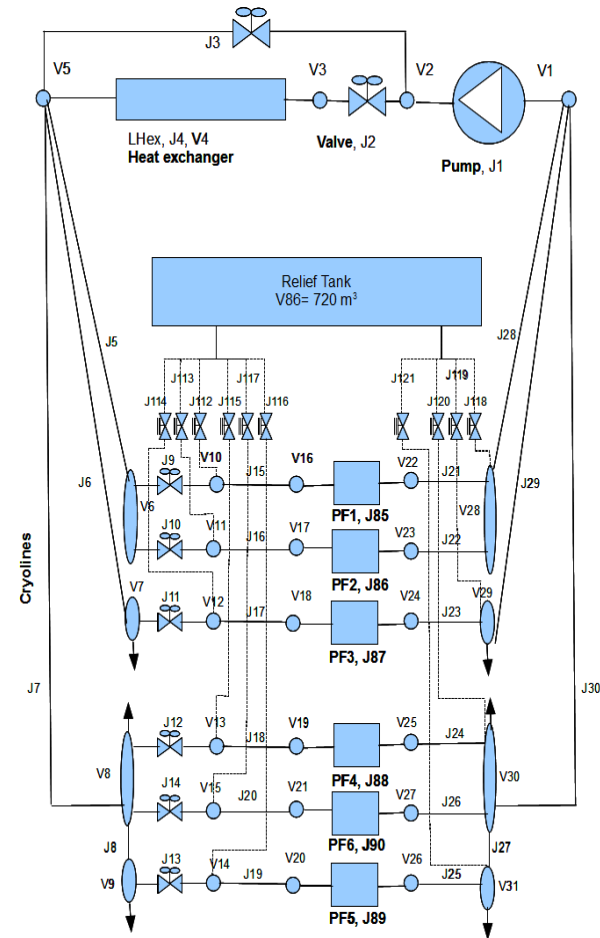 J3
V5
V3
V2
V1
LHex, J4, V4
Heat exchanger
Valve, J2
Pump, J1
Relief Tank
V86= 720 m³
J5
J28
J113
J117
J121
J119
J114
J112
J115
J116
J120
J118
J9
V10
J15
V16
V22
J21
J6
V6
PF1, J85
V28
J29
J10
V11
J16
V17
V23
J22
PF2, J86
Cryolines
V7
J11
V12
J17
V18
V24
J23
V29
PF3, J87
J7
J30
J12
V13
J18
V19
V25
J24
V8
PF4, J88
V30
J14
V15
J20
V21
V27
J26
PF6, J90
J8
J27
J13
V14
V9
J19
V20
V26
J25
V31
PF5, J89